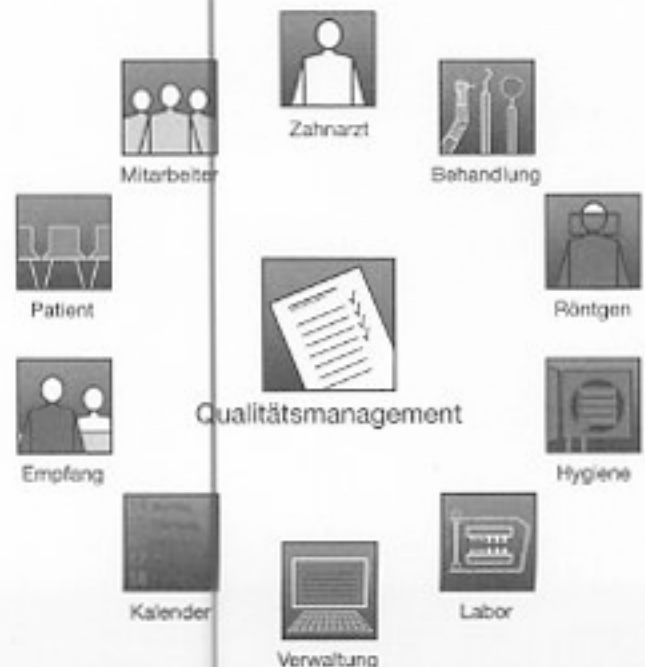 Zahnarzt
Mitarbeiter
Behandlung
Patient
Röntgen
Qualitätsmanagement
Empfang
Hygiene
Kalender
Labor
Verwaltung